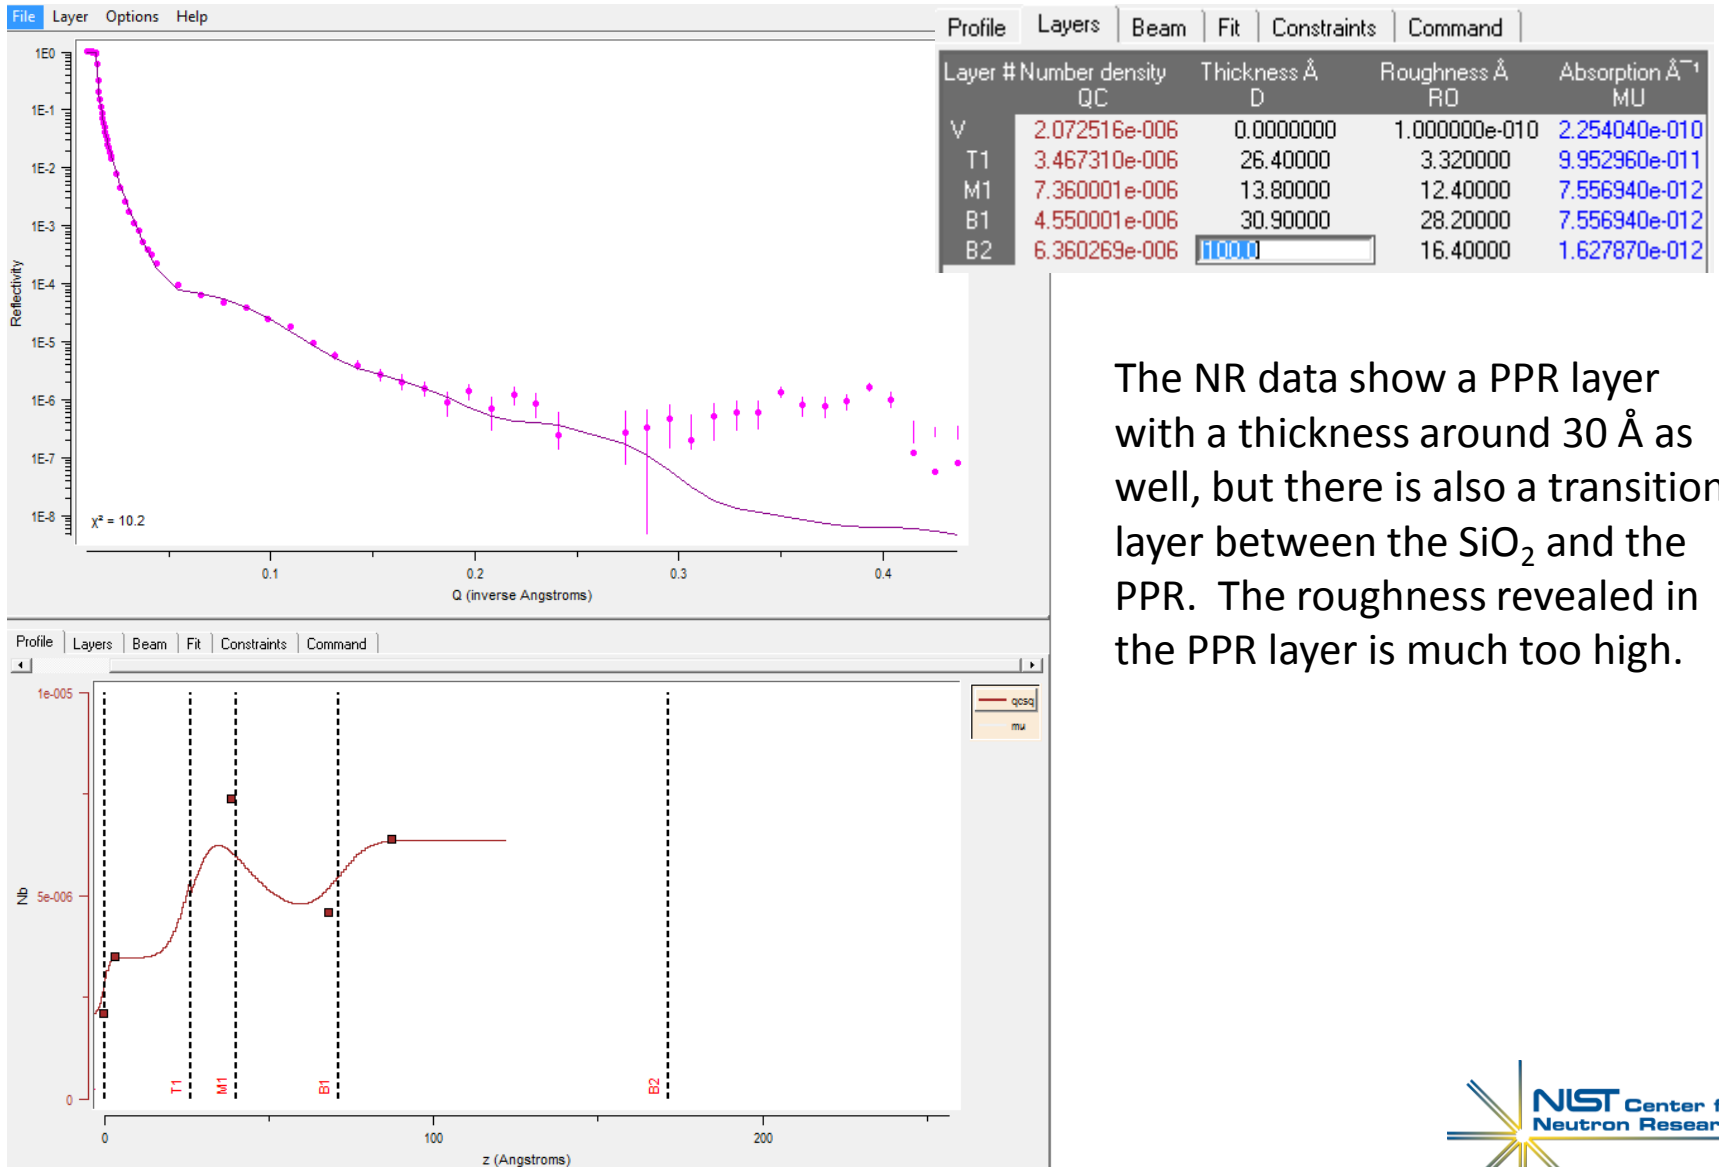 File Layer Options Help
1E0
1E-1
1E-2
1E-3
1E-4
1E-5
1E-6
1E-7
1E-8
Reflectivity
χ² = 10.2
0.1 0.2 0.3 0.4
Q (inverse Angstroms)
Profile Layers Beam Fit Constraints Command
Layer # Number density Thickness Å Roughness Å Absorption Å⁻¹
QC D RO MU
V 2.072516e-006 0.0000000 1.000000e-010 2.254040e-010
T1 3.467310e-006 26.40000 3.320000 9.952960e-011
M1 7.360001e-006 13.80000 12.40000 7.556940e-012
B1 4.550001e-006 30.90000 28.20000 7.556940e-012
B2 6.360269e-006 100.0 16.40000 1.627870e-012
The NR data show a PPR layer
with a thickness around 30 Å as
well, but there is also a transition
layer between the SiO₂ and the
PPR. The roughness revealed in
the PPR layer is much too high.
Profile Layers Beam Fit Constraints Command
1e-005
5e-006
0
Nb
T1 M1 B1 B2
qcsq
mu
0 100 200
z (Angstroms)
NIST Center f
Neutron Resear